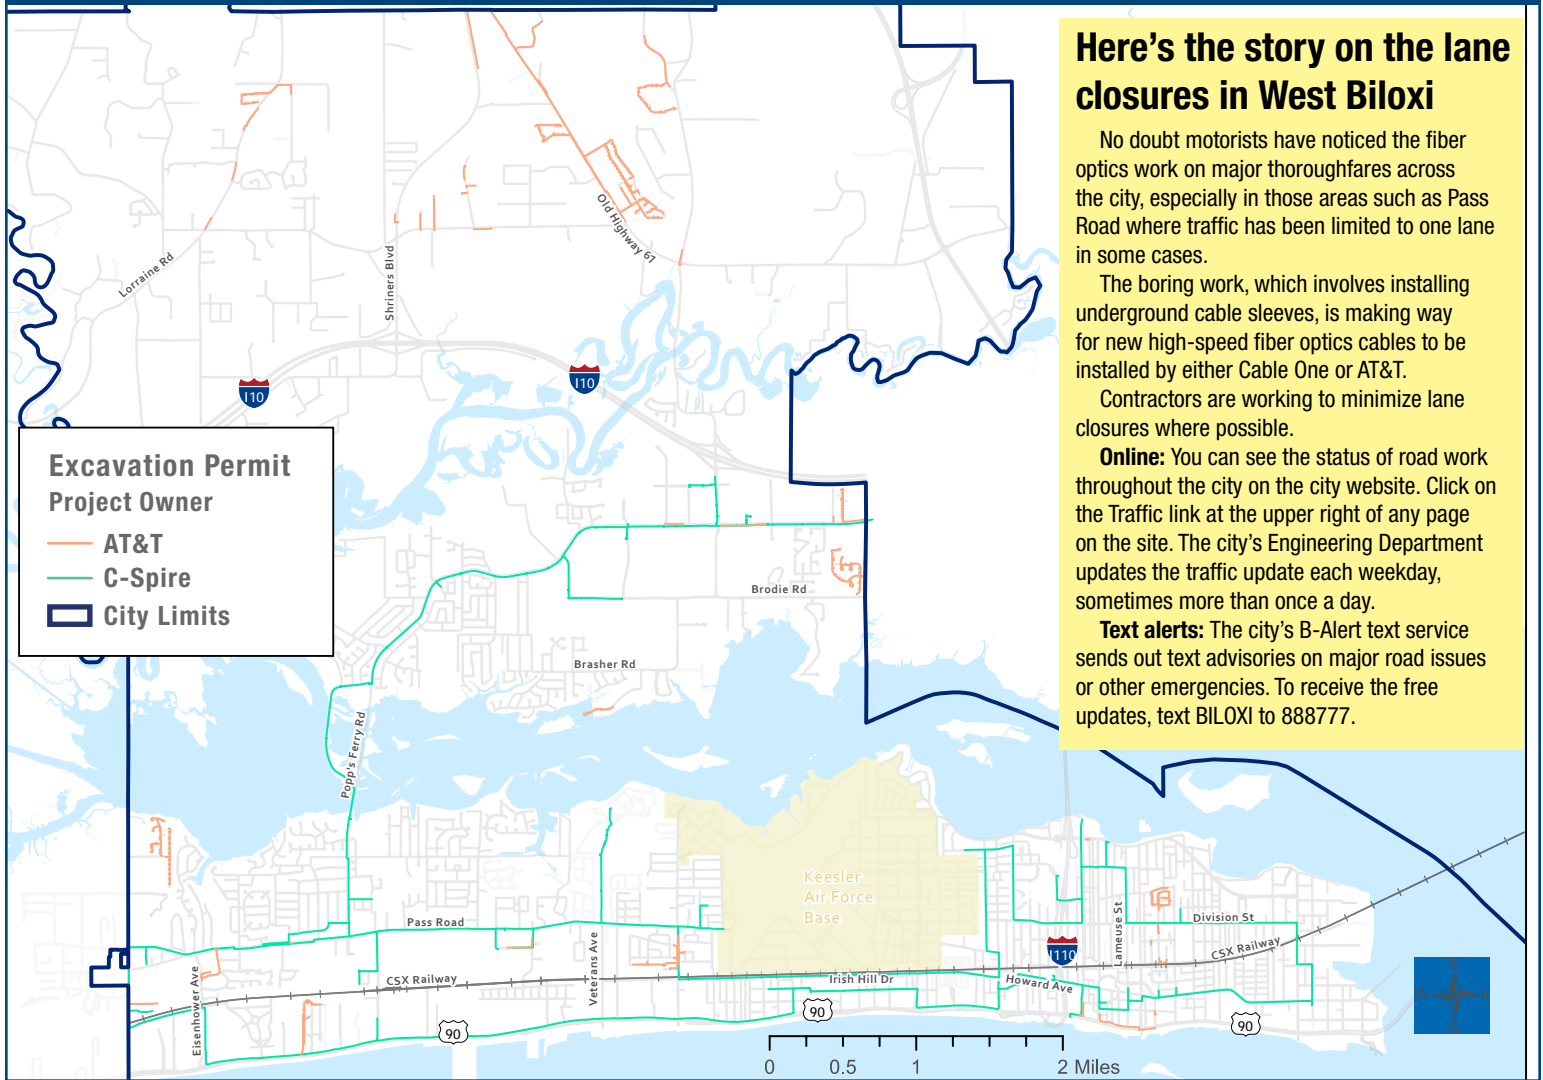 Here’s the story on the lane
closures in West Biloxi
No doubt motorists have noticed the fiber
optics work on major thoroughfares across
the city, especially in those areas such as Pass
Road where traffic has been limited to one lane
in some cases.
The boring work, which involves installing
underground cable sleeves, is making way
for new high-speed fiber optics cables to be
installed by either Cable One or AT&T.
Contractors are working to minimize lane
closures where possible.
Online: You can see the status of road work
throughout the city on the city website. Click on
the Traffic link at the upper right of any page
on the site. The city’s Engineering Department
updates the traffic update each weekday,
sometimes more than once a day.
Text alerts: The city’s B-Alert text service
sends out text advisories on major road issues
or other emergencies. To receive the free
updates, text BILOXI to 888777.
Old Highway 67
Lorraine Rd
Shriners Blvd
I10
I10
Excavation Permit
Project Owner
AT&T
C-Spire
City Limits
Brodie Rd
Brasher Rd
Popp's Ferry Rd
Keesler
Air Force
Base
Pass Road
Division St
Lameuse St
CSX Railway
I110
Veterans Ave
CSX Railway
Irish Hill Dr
Howard Ave
Eisenhower Ave
90
90
90
0 0.5 1 2 Miles